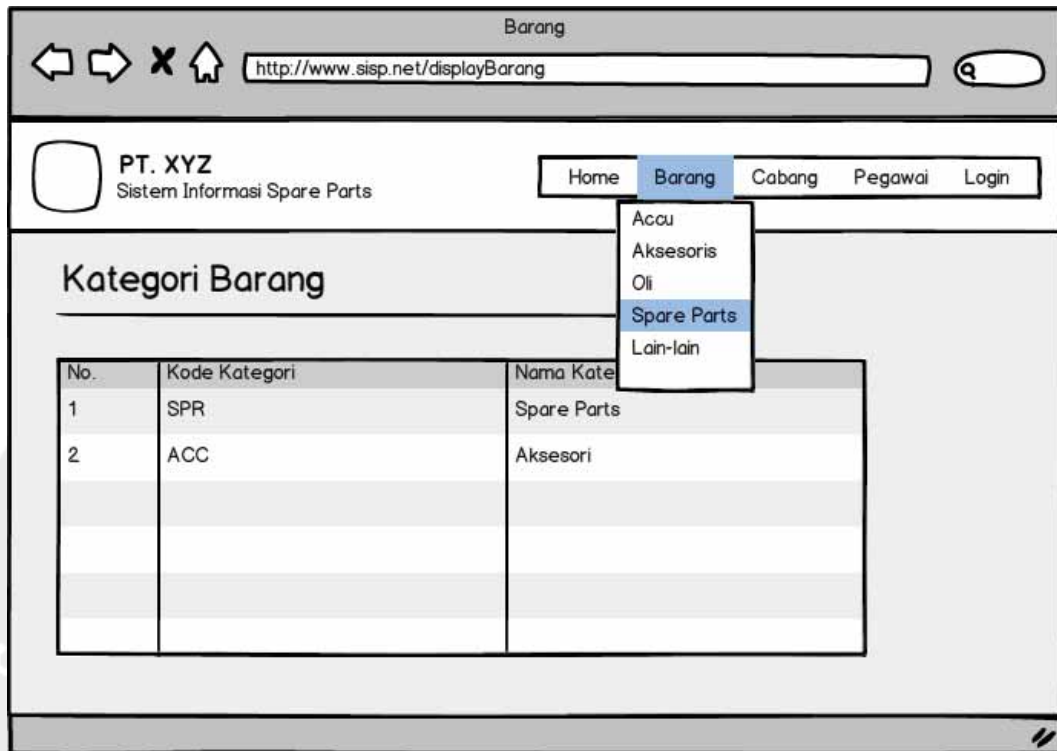 Barang
http://www.sisp.net/displayBarang
PT. XYZ
Sistem Informasi Spare Parts
Home Barang Cabang Pegawai Login
Accu
Aksesoris
Oli
Spare Parts
Lain-lain
Kategori Barang
No. Kode Kategori Nama Kate
1 SPR Spare Parts
2 ACC Aksesori